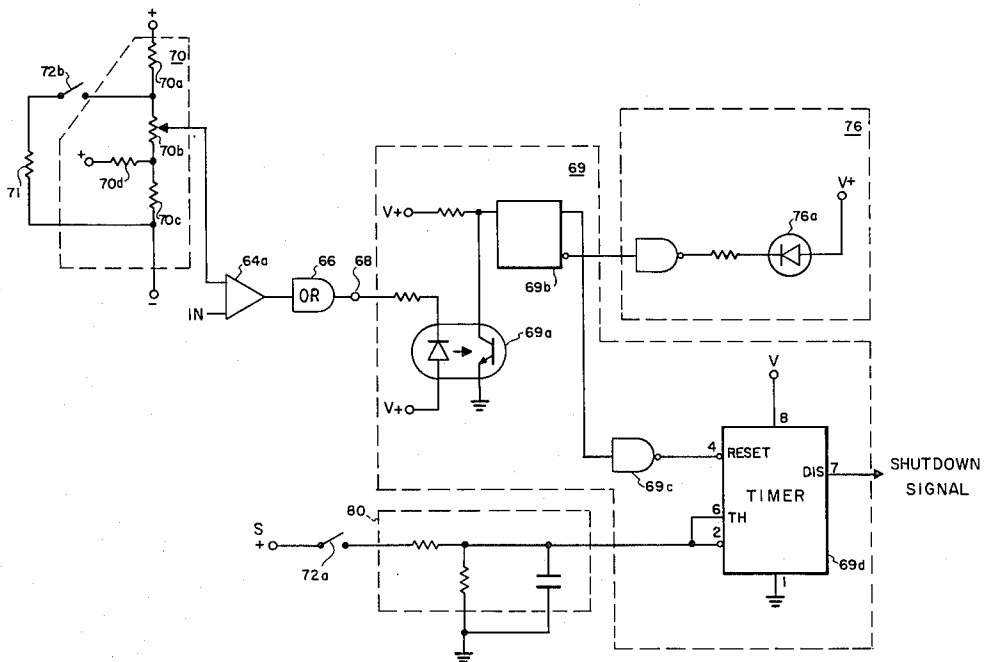 +
70
72b
70a
70b
+
70d
71
70c
−
64a
66
68
OR
IN
69
V+
69b
69a
V+
76
V+
76a
V
8
4
RESET
69c
DIS
7
SHUTDOWN
SIGNAL
TIMER
6
TH
2
1
69d
80
S
+
72a